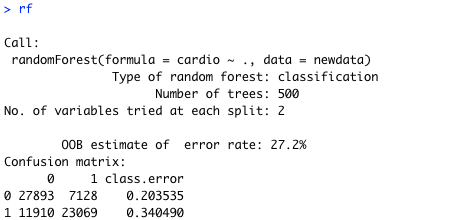 > rf
Call:
randomForest(formula = cardio ~ ., data = newdata)
Type of random forest: classification
Number of trees: 500
No. of variables tried at each split: 2
OOB estimate of  error rate: 27.2%
Confusion matrix:
0     1 class.error
0 27893  7128    0.203535
1 11910 23069    0.340490